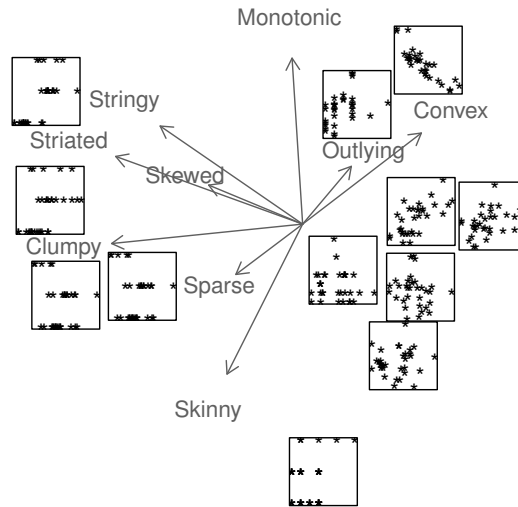 Monotonic
Stringy
Convex
Striated
Outlying
Skewed
Clumpy
Sparse
Skinny